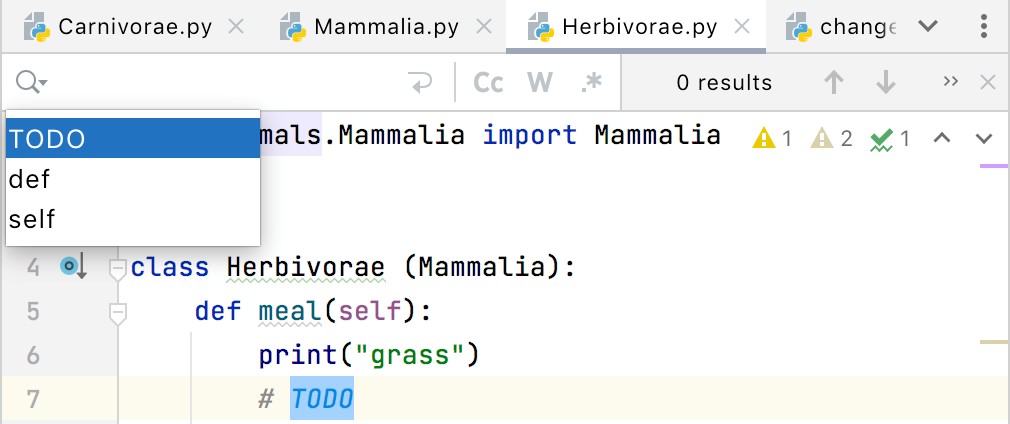 Carnivorae.py Mammalia.py Herbivorae.py change
Cc W .* 0 results
TODO
def
self
mals.Mammalia import Mammalia 1 2 1
4 class Herbivorae (Mammalia):
5 def meal(self):
6 print("grass")
7 # TODO